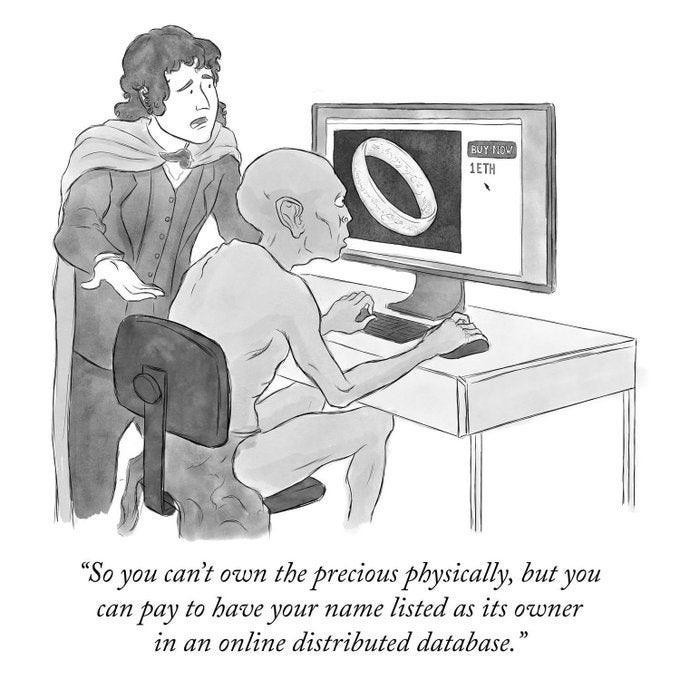 BUY NOW
1ETH
“So you can’t own the precious physically, but you
can pay to have your name listed as its owner
in an online distributed database.”